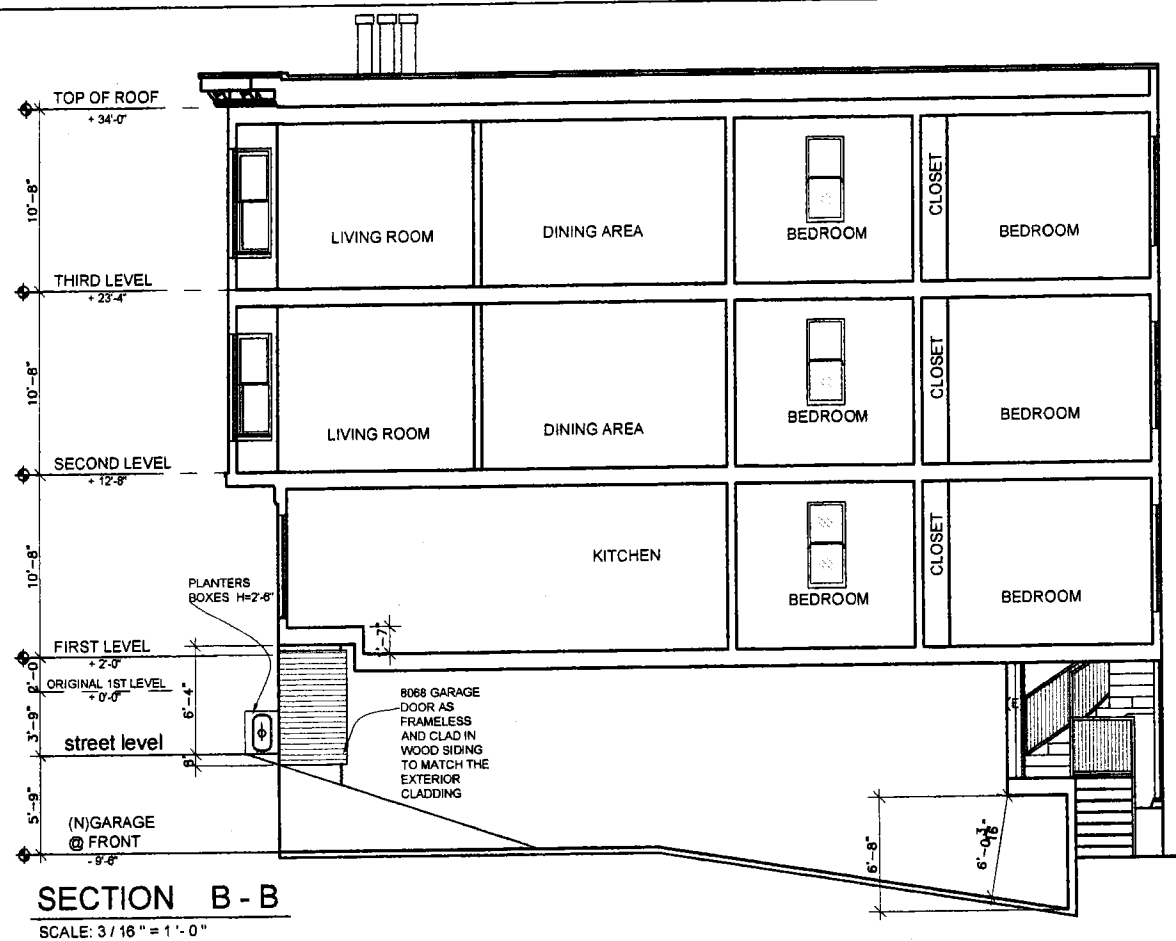 TOP OF ROOF
+ 34'-0"
10'-8"
LIVING ROOM
DINING AREA
BEDROOM
CLOSET
BEDROOM
THIRD LEVEL
+ 23'-4"
10'-8"
LIVING ROOM
DINING AREA
BEDROOM
CLOSET
BEDROOM
SECOND LEVEL
+ 12'-8"
10'-8"
KITCHEN
BEDROOM
CLOSET
BEDROOM
PLANTERS
BOXES H=2'-6"
FIRST LEVEL
+ 2'-0"
2'-0"
ORIGINAL 1ST LEVEL
+ 0'-0"
3'-9"
6'-4"
street level
8068 GARAGE
DOOR AS
FRAMELESS
AND CLAD IN
WOOD SIDING
TO MATCH THE
EXTERIOR
CLADDING
5'-9"
(N)GARAGE
@ FRONT
- 9'-6"
6'-8"
6'-0 3/16"
SECTION B - B
SCALE: 3 / 16 " = 1 ' - 0 "